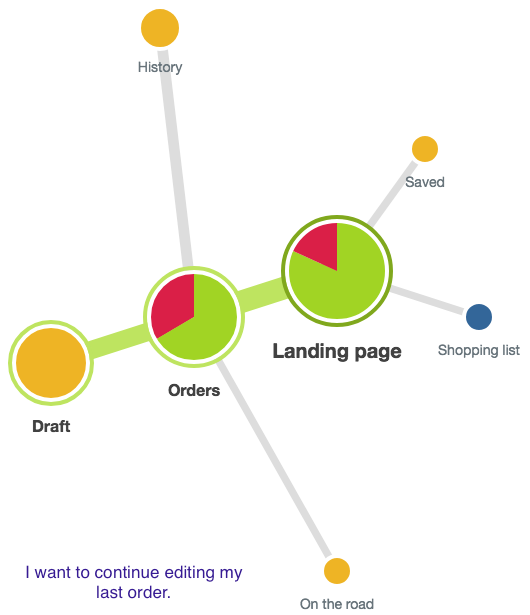 History
Saved
Landing page
Shopping list
Orders
Draft
I want to continue editing my
last order.
On the road